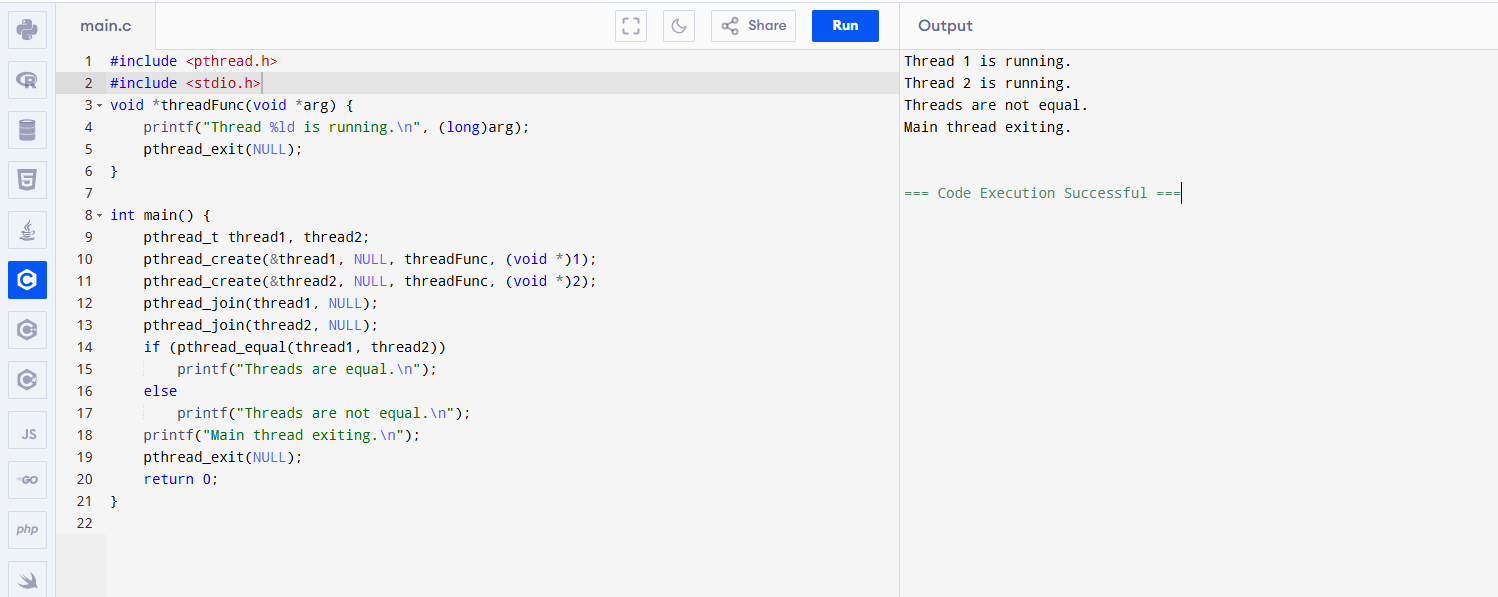 main.c
Share
Run
Output
1 #include <pthread.h>
2 #include <stdio.h>
3 void *threadFunc(void *arg) {
4     printf("Thread %ld is running.\n", (long)arg);
5     pthread_exit(NULL);
6 }
7
8 int main() {
9     pthread_t thread1, thread2;
10     pthread_create(&thread1, NULL, threadFunc, (void *)1);
11     pthread_create(&thread2, NULL, threadFunc, (void *)2);
12     pthread_join(thread1, NULL);
13     pthread_join(thread2, NULL);
14     if (pthread_equal(thread1, thread2))
15         printf("Threads are equal.\n");
16     else
17         printf("Threads are not equal.\n");
18     printf("Main thread exiting.\n");
19     pthread_exit(NULL);
20     return 0;
21 }
22
Thread 1 is running.
Thread 2 is running.
Threads are not equal.
Main thread exiting.
=== Code Execution Successful ===
R
5
C
C
C
JS
GO
php